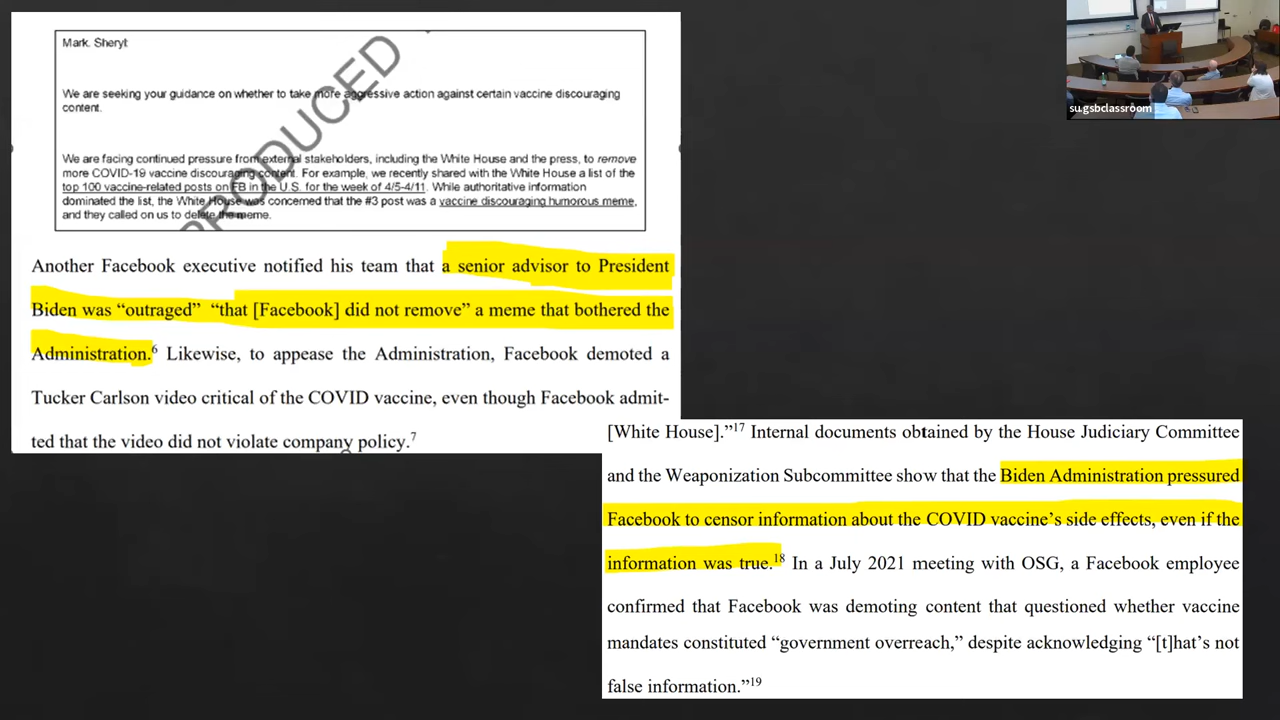 Mark. Sheryl:
We are seeking your guidance on whether to take more aggressive action against certain vaccine discouraging
content.
We are facing continued pressure from external stakeholders, including the White House and the press, to remove
more COVID-19 vaccine discouraging content. For example, we recently shared with the White House a list of the
top 100 vaccine-related posts on FB in the U.S. for the week of 4/5-4/11. While authoritative information
dominated the list, the White House was concerned that the #3 post was a vaccine discouraging humorous meme,
and they called on us to delete the meme.
PRODUCED
Another Facebook executive notified his team that a senior advisor to President
Biden was “outraged” “that [Facebook] did not remove” a meme that bothered the
Administration.6 Likewise, to appease the Administration, Facebook demoted a
Tucker Carlson video critical of the COVID vaccine, even though Facebook admit-
ted that the video did not violate company policy.7
su.gsbclassroom
[White House].”17 Internal documents obtained by the House Judiciary Committee
and the Weaponization Subcommittee show that the Biden Administration pressured
Facebook to censor information about the COVID vaccine’s side effects, even if the
information was true.18 In a July 2021 meeting with OSG, a Facebook employee
confirmed that Facebook was demoting content that questioned whether vaccine
mandates constituted “government overreach,” despite acknowledging “[t]hat’s not
false information.”19